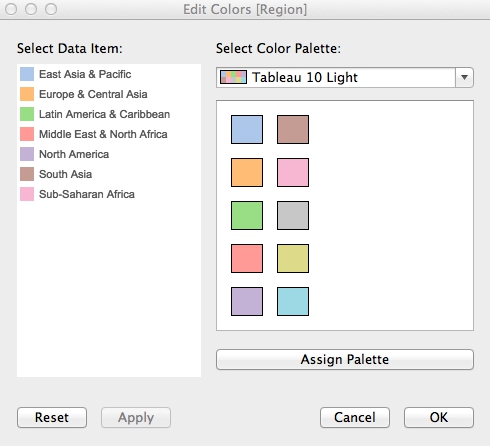 Edit Colors [Region]
Select Data Item:
East Asia & Pacific
Europe & Central Asia
Latin America & Caribbean
Middle East & North Africa
North America
South Asia
Sub-Saharan Africa
Select Color Palette:
Tableau 10 Light
Assign Palette
Reset
Apply
Cancel
OK